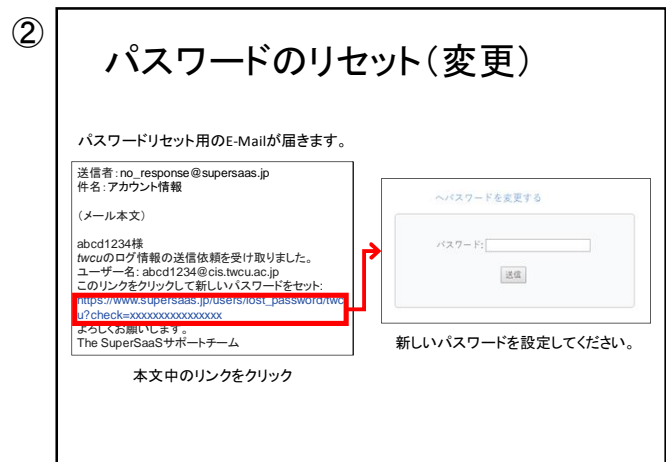 ②
パスワードのリセット（変更）
パスワードリセット用のE-Mailが届きます。
送信者：no_response@supersaas.jp
件名：アカウント情報
（メール本文）
abcd1234様
twcuのログ情報の送信依頼を受け取りました。
ユーザー名: abcd1234@cis.twcu.ac.jp
このリンクをクリックして新しいパスワードをセット:
https://www.supersaas.jp/users/lost_password/twc
u?check=xxxxxxxxxxxxxxxx
よろしくお願いします。
The SuperSaaSサポートチーム
本文中のリンクをクリック
へパスワードを変更する
パスワード:
送信
新しいパスワードを設定してください。